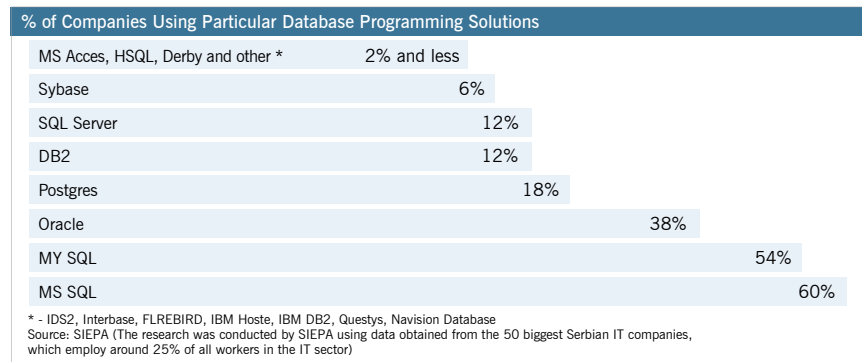 % of Companies Using Particular Database Programming Solutions
MS Acces, HSQL, Derby and other * 2% and less
Sybase 6%
SQL Server 12%
DB2 12%
Postgres 18%
Oracle 38%
MY SQL 54%
MS SQL 60%
* - IDS2, Interbase, FLREBIRD, IBM Hoste, IBM DB2, Questys, Navision Database
Source: SIEPA (The research was conducted by SIEPA using data obtained from the 50 biggest Serbian IT companies,
which employ around 25% of all workers in the IT sector)